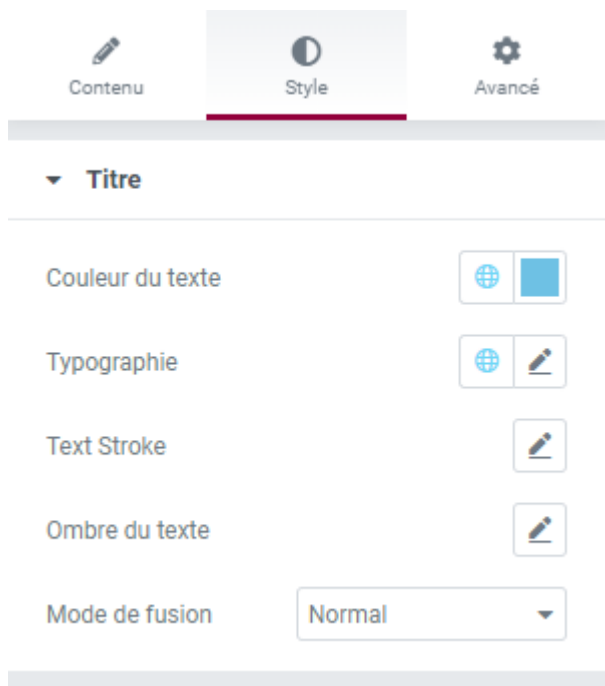 Contenu
Style
Avancé
Titre
Couleur du texte
Typographie
Text Stroke
Ombre du texte
Mode de fusion Normal